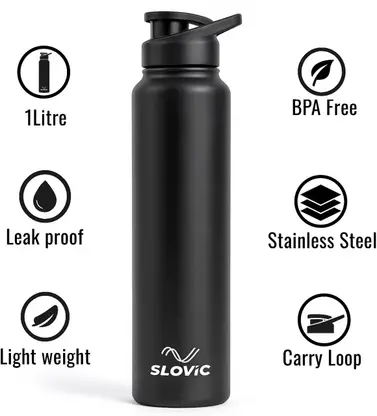 1Litre
BPA Free
Leak proof
Stainless Steel
Light weight
Carry Loop
SLOVIC